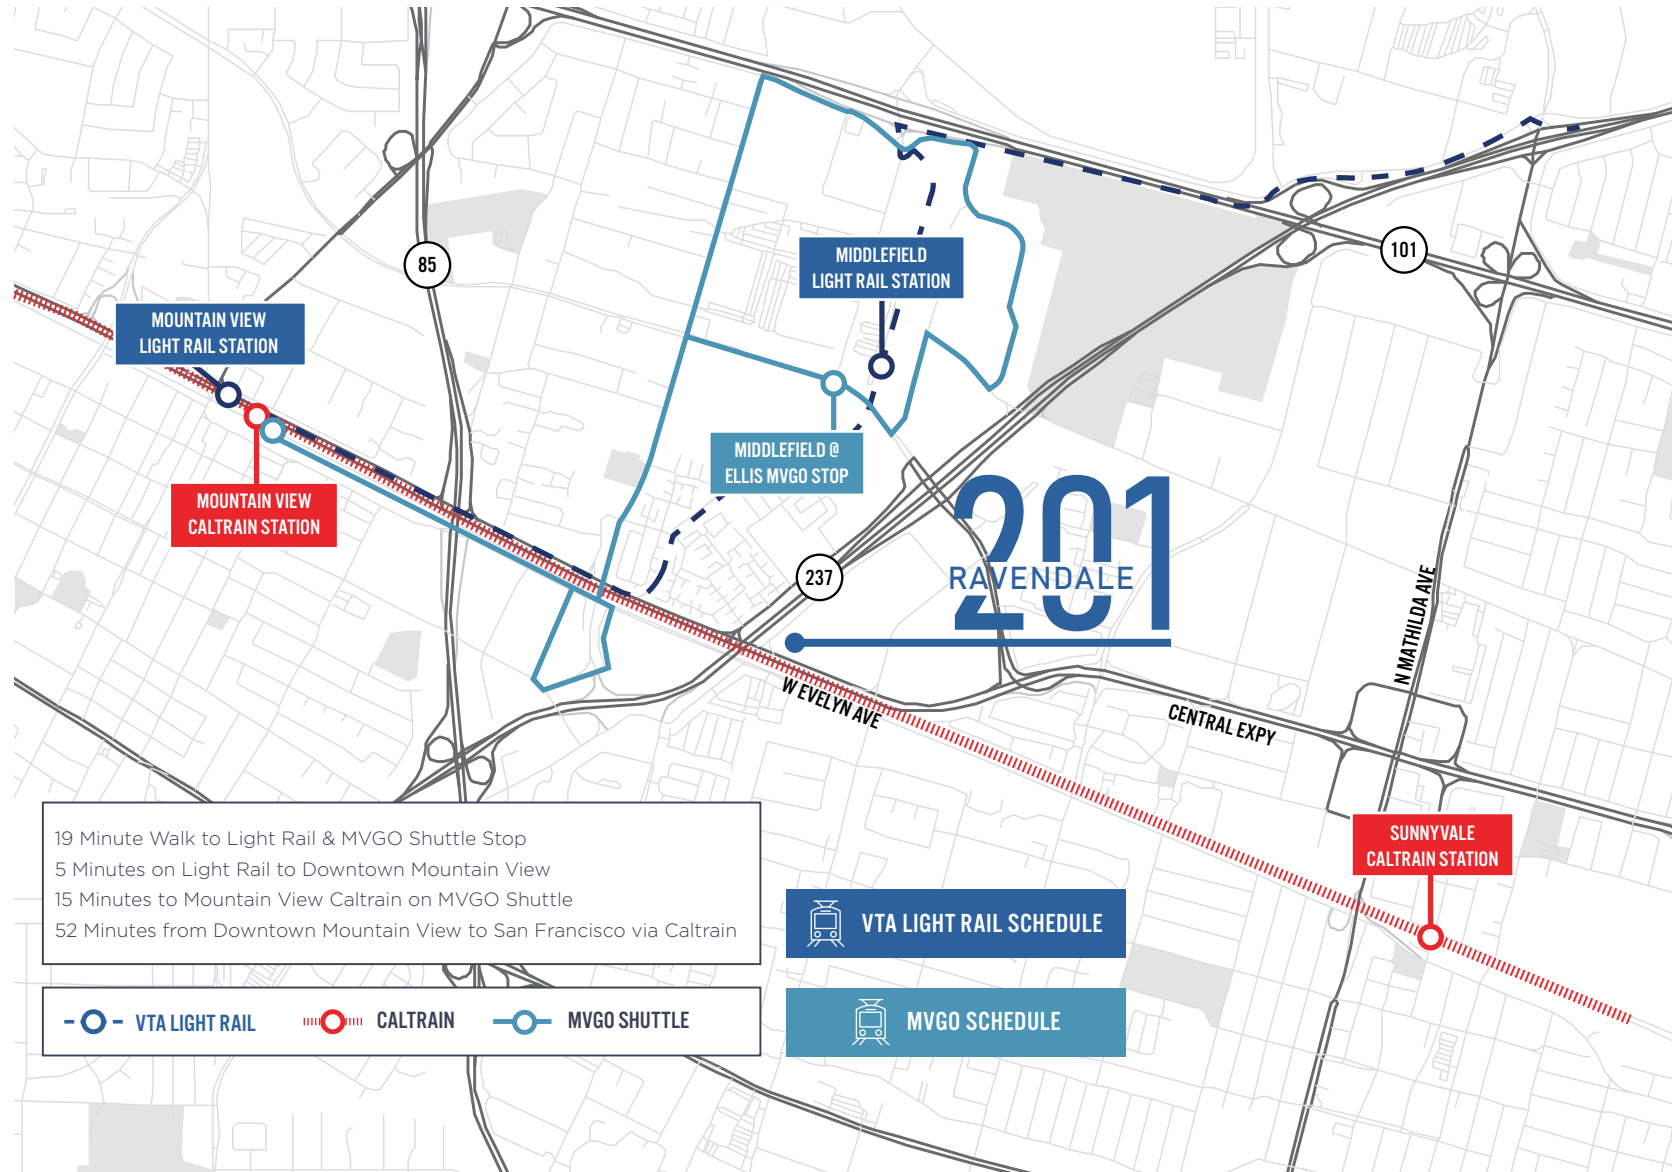 85
101
MIDDLEFIELD
LIGHT RAIL STATION
MOUNTAIN VIEW
LIGHT RAIL STATION
MIDDLEFIELD @
ELLIS MVGO STOP
MOUNTAIN VIEW
CALTRAIN STATION
237
201
RAVENDALE
N MATHILDA AVE
W EVELYN AVE
CENTRAL EXPY
SUNNYVALE
CALTRAIN STATION
19 Minute Walk to Light Rail & MVGO Shuttle Stop
5 Minutes on Light Rail to Downtown Mountain View
15 Minutes to Mountain View Caltrain on MVGO Shuttle
52 Minutes from Downtown Mountain View to San Francisco via Caltrain
VTA LIGHT RAIL SCHEDULE
VTA LIGHT RAIL
CALTRAIN
MVGO SHUTTLE
MVGO SCHEDULE